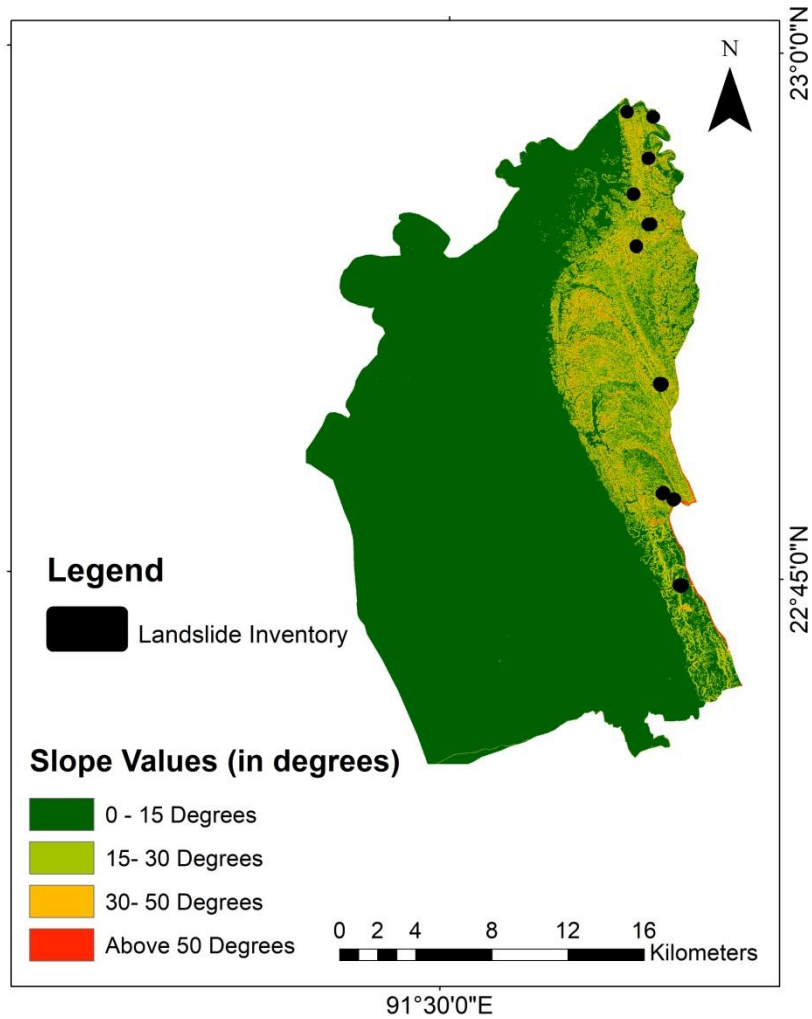 N
23°0'0"N
22°45'0"N
Legend
Landslide Inventory
Slope Values (in degrees)
0 - 15 Degrees
15- 30 Degrees
30- 50 Degrees
Above 50 Degrees
0 2 4 8 12 16
Kilometers
91°30'0"E